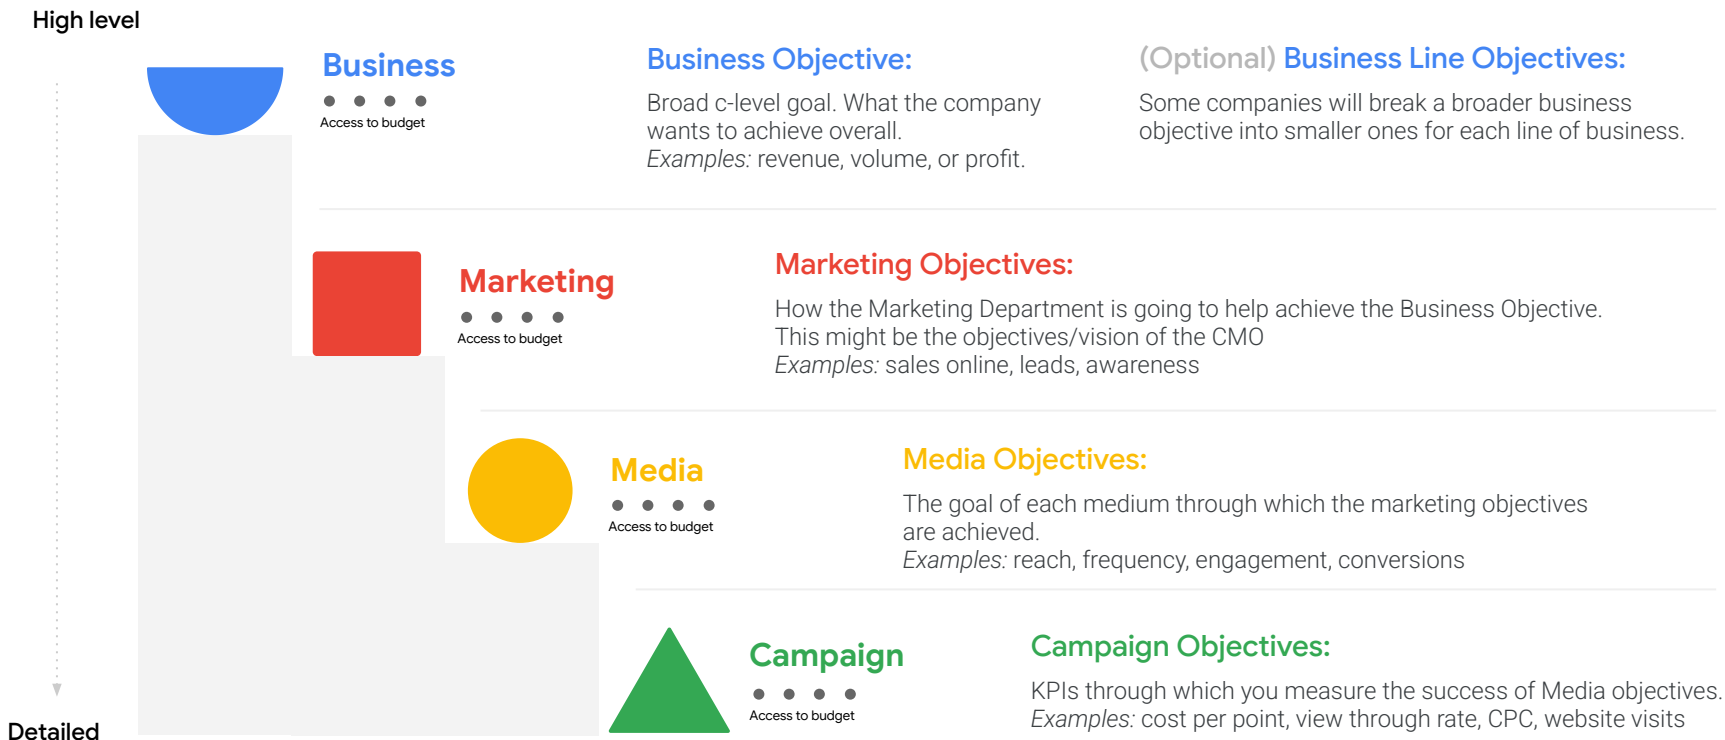 High level
Business
Access to budget
Business Objective:
Broad c-level goal. What the company
wants to achieve overall.
Examples: revenue, volume, or profit.
(Optional) Business Line Objectives:
Some companies will break a broader business
objective into smaller ones for each line of business.
Marketing
Access to budget
Marketing Objectives:
How the Marketing Department is going to help achieve the Business Objective.
This might be the objectives/vision of the CMO
Examples: sales online, leads, awareness
Media
Access to budget
Media Objectives:
The goal of each medium through which the marketing objectives
are achieved.
Examples: reach, frequency, engagement, conversions
Campaign
Access to budget
Campaign Objectives:
KPIs through which you measure the success of Media objectives.
Examples: cost per point, view through rate, CPC, website visits
Detailed